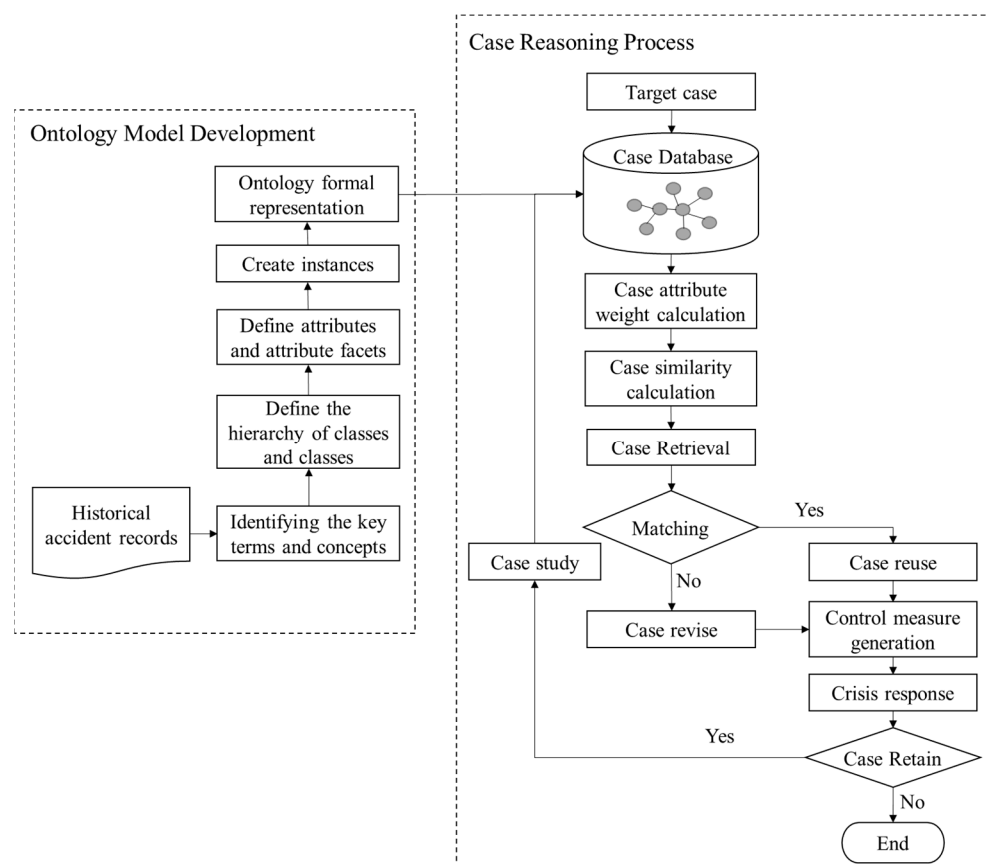 Case Reasoning Process
Target case
Case Database
Case attribute
weight calculation
Case similarity
calculation
Case Retrieval
Matching
Yes
No
Case reuse
Case revise
Control measure
generation
Crisis response
Case Retain
Yes
No
End
Case study
Ontology Model Development
Ontology formal
representation
Create instances
Define attributes
and attribute facets
Define the
hierarchy of classes
and classes
Identifying the key
terms and concepts
Historical
accident records